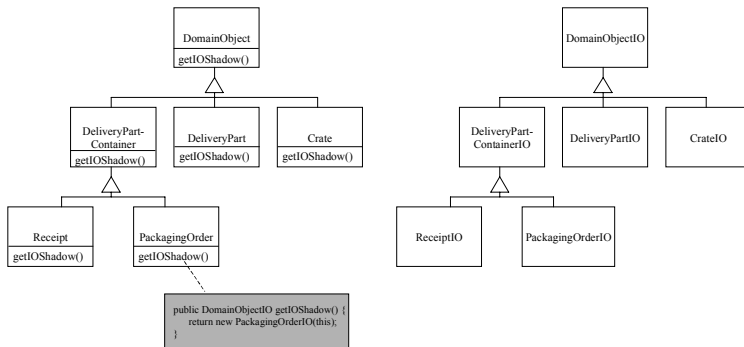 DomainObject
getIOShadow()
DomainObjectIO
DeliveryPart-
Container
getIOShadow()
DeliveryPart
getIOShadow()
Crate
getIOShadow()
DeliveryPart-
ContainerIO
DeliveryPartIO
CrateIO
Receipt
getIOShadow()
PackagingOrder
getIOShadow()
ReceiptIO
PackagingOrderIO
public DomainObjectIO getIOShadow() {
return new PackagingOrderIO(this);
}